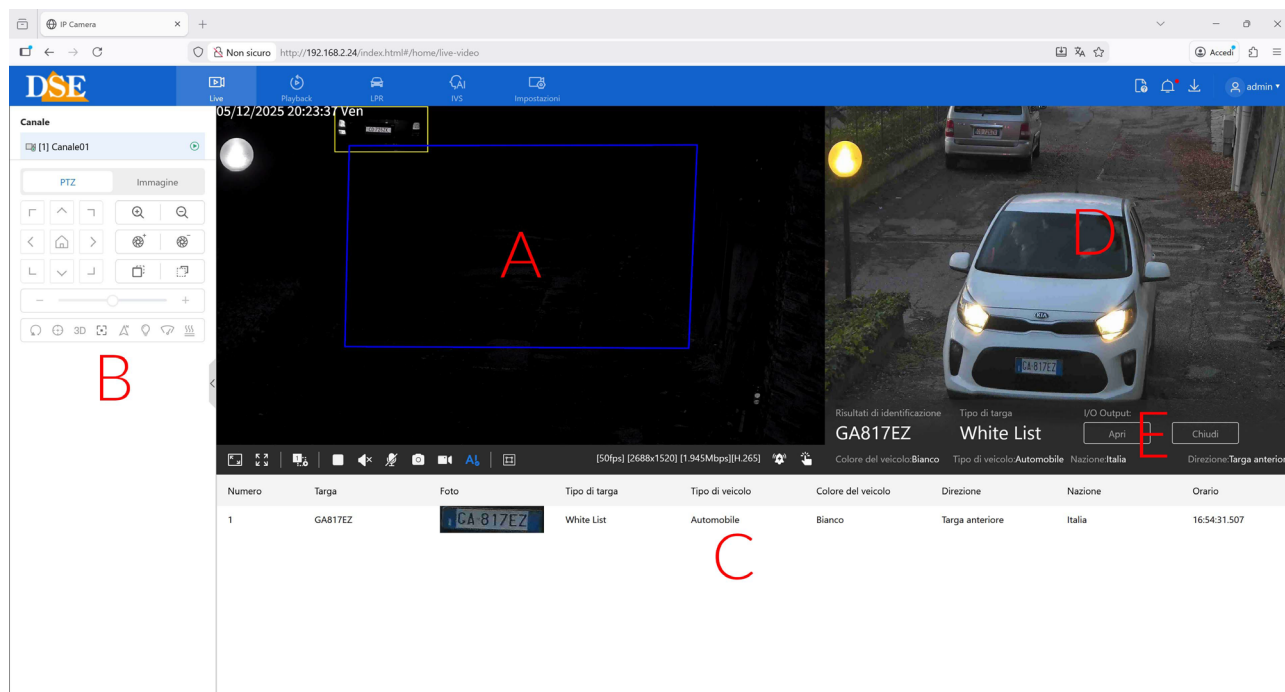 IP Camera
Non sicuro http://192.168.2.24/index.html#/home/live-video
Accedi
DSE
Live Playback LPR IVS Impostazioni
admin
Canale
[1] Canale01
PTZ Immagine
3D
B
05/12/2025 20:23:37 Ven
A
D
GA 817EZ
Risultati di identificazione Tipo di targa I/O Output:
GA817EZ White List Apri E Chiudi
[50fps] [2688x1520] [1.945Mbps][H.265]
Colore del veicolo:Bianco Tipo di veicolo:Automobile Nazione:Italia Direzione:Targa anterior
Numero Targa Foto Tipo di targa Tipo di veicolo Colore del veicolo Direzione Nazione Orario
1 GA817EZ GA 817EZ White List Automobile Bianco Targa anteriore Italia 16:54:31.507
C